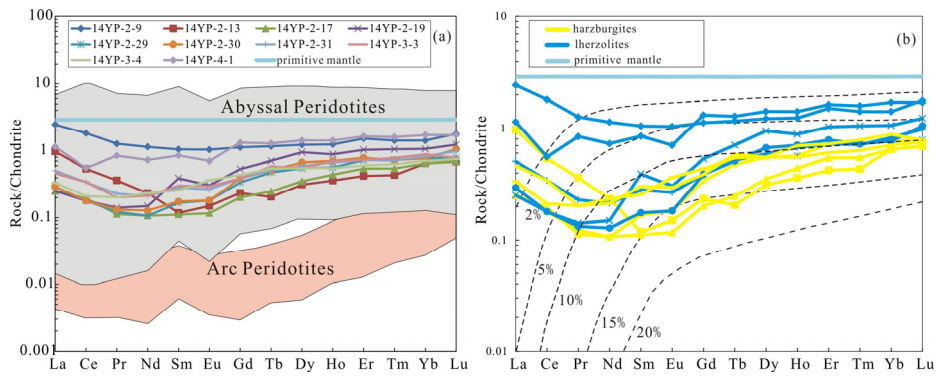 100
10
1
0.1
0.01
0.00
Rock/Chondrite
14YP-2-9 14YP-2-13 14YP-2-17 14YP-2-19
14YP-2-29 14YP-2-30 14YP-2-31 14YP-3-3
14YP-3-4 14YP-4-1 primitive mantle
(a)
Abyssal Peridotites
Arc Peridotites
La Ce Pr Nd Sm Eu Gd Tb Dy Ho Er Tm Yb Lu
10
1
0.1
0.01
Rock/Chondrite
harzburgites
lherzolites
primitive mantle
(b)
2%
5%
10%
15%
20%
La Ce Pr Nd Sm Eu Gd Tb Dy Ho Er Tm Yb Lu